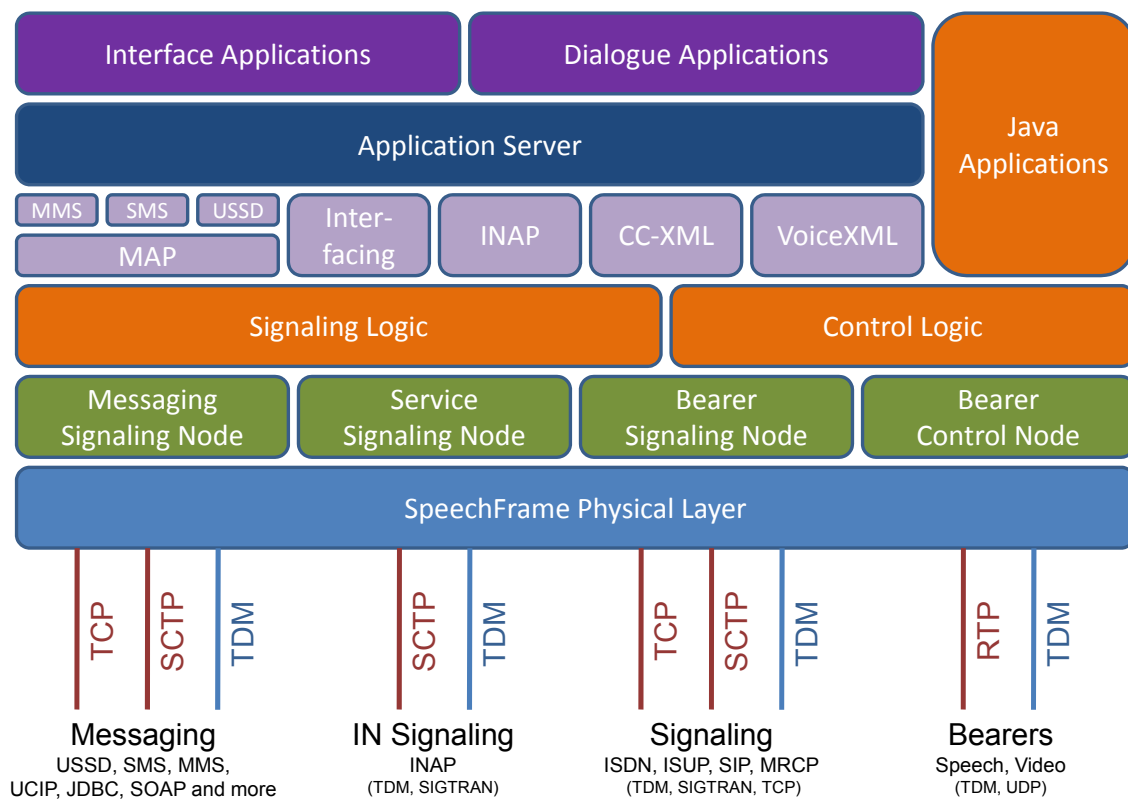 Interface Applications
Dialogue Applications
Java
Applications
Application Server
MMS
SMS
USSD
MAP
Inter-
facing
INAP
CC-XML
VoiceXML
Signaling Logic
Control Logic
Messaging
Signaling Node
Service
Signaling Node
Bearer
Signaling Node
Bearer
Control Node
SpeechFrame Physical Layer
TCP
SCTP
TDM
SCTP
TDM
TCP
SCTP
TDM
RTP
TDM
Messaging
USSD, SMS, MMS,
UCIP, JDBC, SOAP and more
IN Signaling
INAP
(TDM, SIGTRAN)
Signaling
ISDN, ISUP, SIP, MRCP
(TDM, SIGTRAN, TCP)
Bearers
Speech, Video
(TDM, UDP)